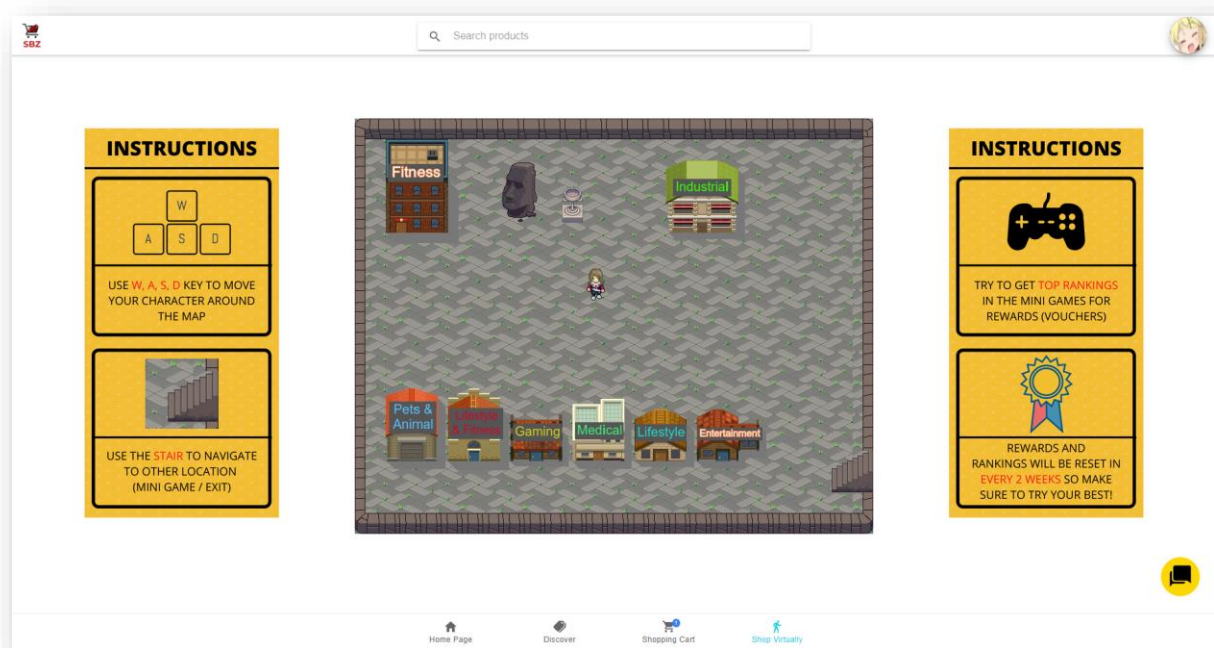 SBZ
Search products
INSTRUCTIONS
W
A S D
USE W, A, S, D KEY TO MOVE
YOUR CHARACTER AROUND
THE MAP
USE THE STAIR TO NAVIGATE
TO OTHER LOCATION
(MINI GAME / EXIT)
Fitness
Industrial
Pets &
Animal
Lifestyle
& Fitness
Gaming
Medical
Lifestyle
Entertainment
INSTRUCTIONS
TRY TO GET TOP RANKINGS
IN THE MINI GAMES FOR
REWARDS (VOUCHERS)
REWARDS AND
RANKINGS WILL BE RESET IN
EVERY 2 WEEKS SO MAKE
SURE TO TRY YOUR BEST!
Home Page
Discover
1
Shopping Cart
Shop Virtually